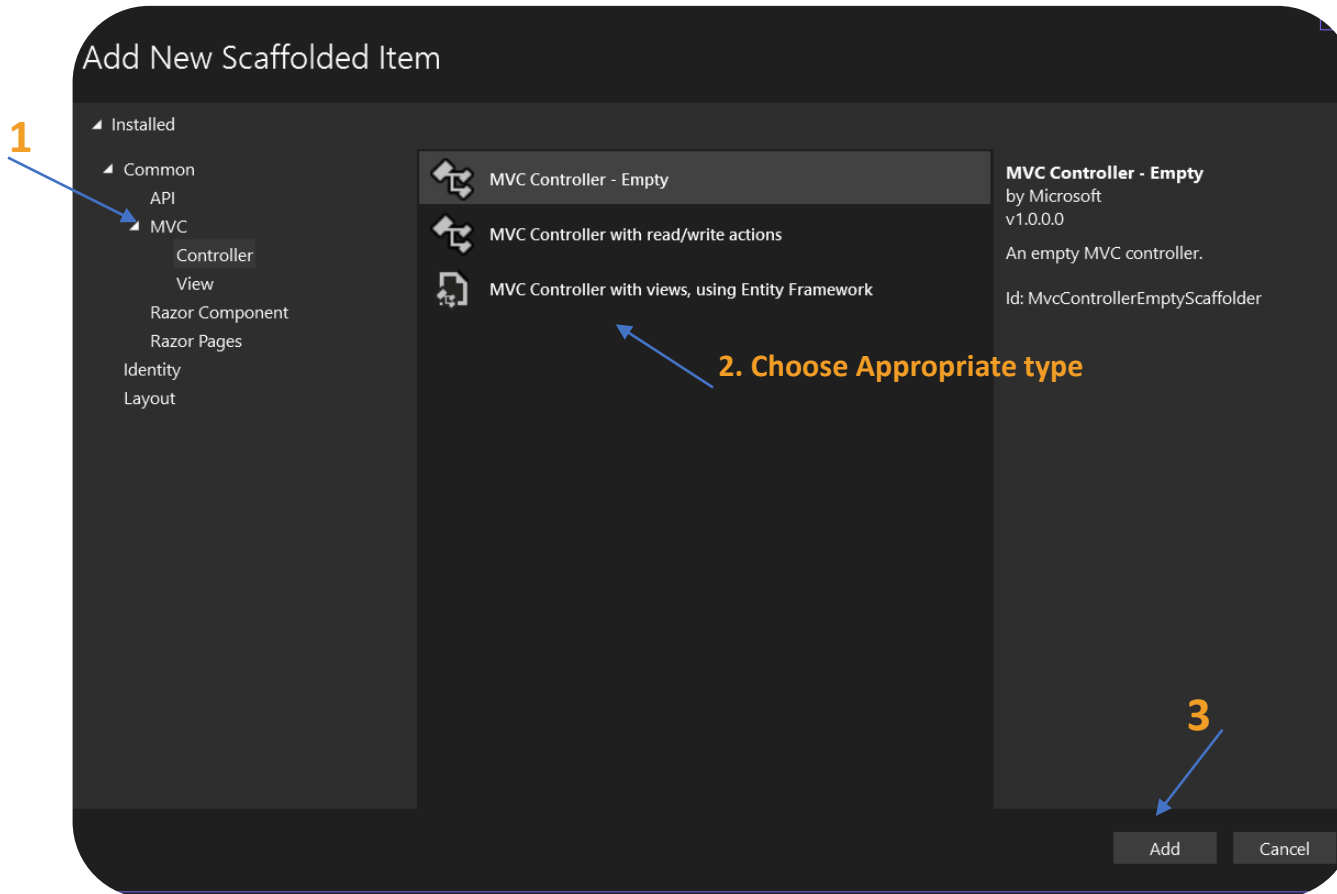 Add New Scaffolded Item
1
Installed
Common
API
MVC
Controller
View
Razor Component
Razor Pages
Identity
Layout
MVC Controller - Empty
MVC Controller with read/write actions
MVC Controller with views, using Entity Framework
2. Choose Appropriate type
MVC Controller - Empty
by Microsoft
v1.0.0.0
An empty MVC controller.
Id: MvcControllerEmptyScaffolder
3
Add
Cancel